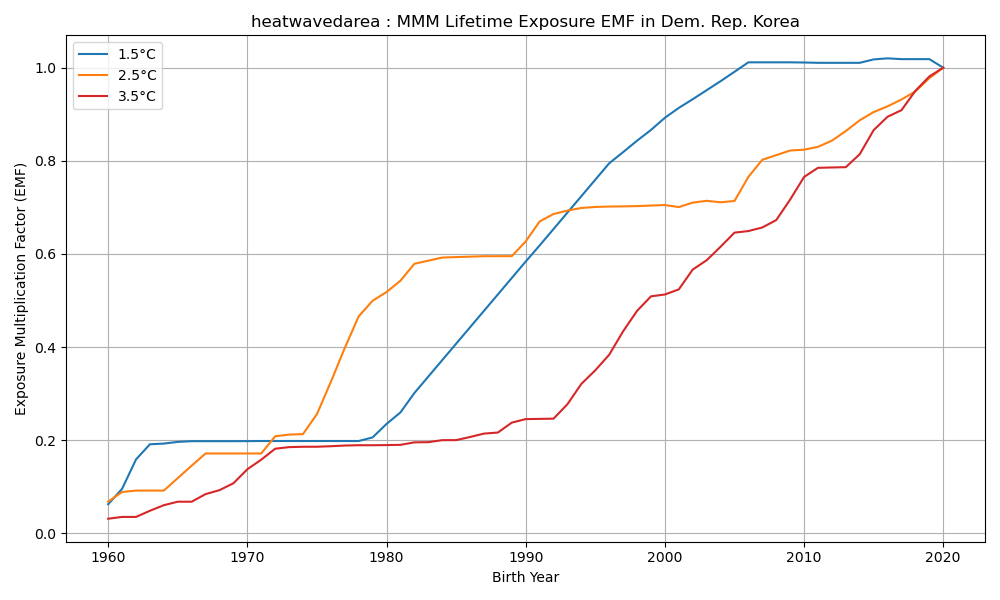 heatwavedarea : MMM Lifetime Exposure EMF in Dem. Rep. Korea
1.5°C
2.5°C
3.5°C
Exposure Multiplication Factor (EMF)
1.0
0.8
0.6
0.4
0.2
0.0
1960 1970 1980 1990 2000 2010 2020
Birth Year